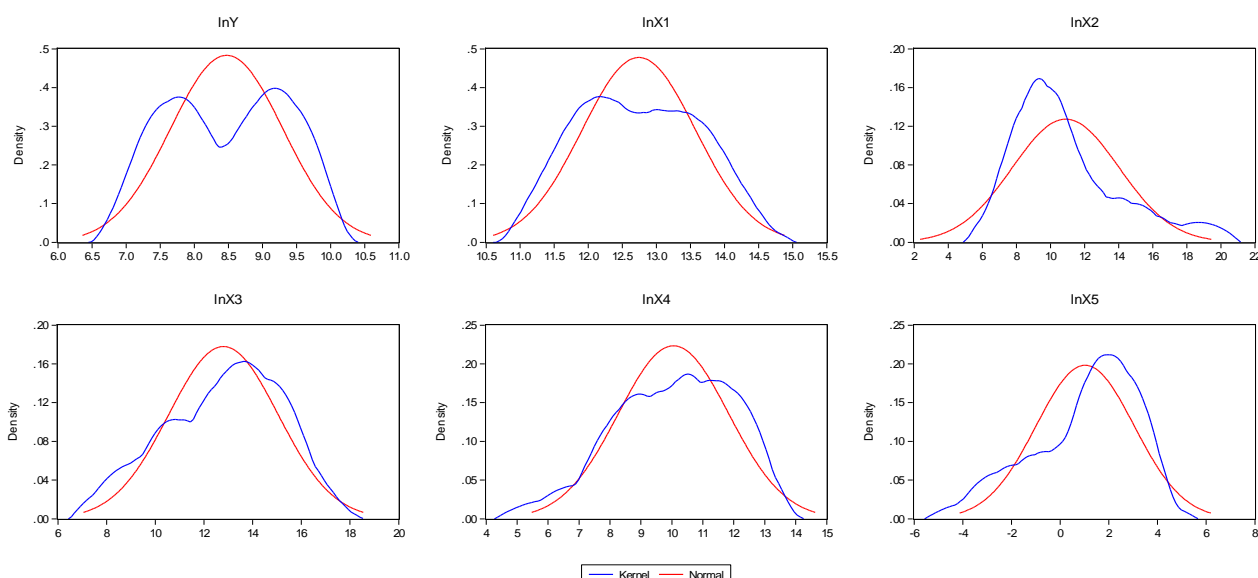 lnY
lnX1
lnX2
.5
.4
.3
.2
.1
.0
Density
6.0 6.5 7.0 7.5 8.0 8.5 9.0 9.5 10.0 10.5 11.0
.5
.4
.3
.2
.1
.0
Density
10.5 11.0 11.5 12.0 12.5 13.0 13.5 14.0 14.5 15.0 15.5
.20
.16
.12
.08
.04
.00
Density
2 4 6 8 10 12 14 16 18 20 22
lnX3
lnX4
lnX5
.20
.16
.12
.08
.04
.00
Density
6 8 10 12 14 16 18 20
.25
.20
.15
.10
.05
.00
Density
4 5 6 7 8 9 10 11 12 13 14 15
.25
.20
.15
.10
.05
.00
Density
-6 -4 -2 0 2 4 6 8
Kernel Normal